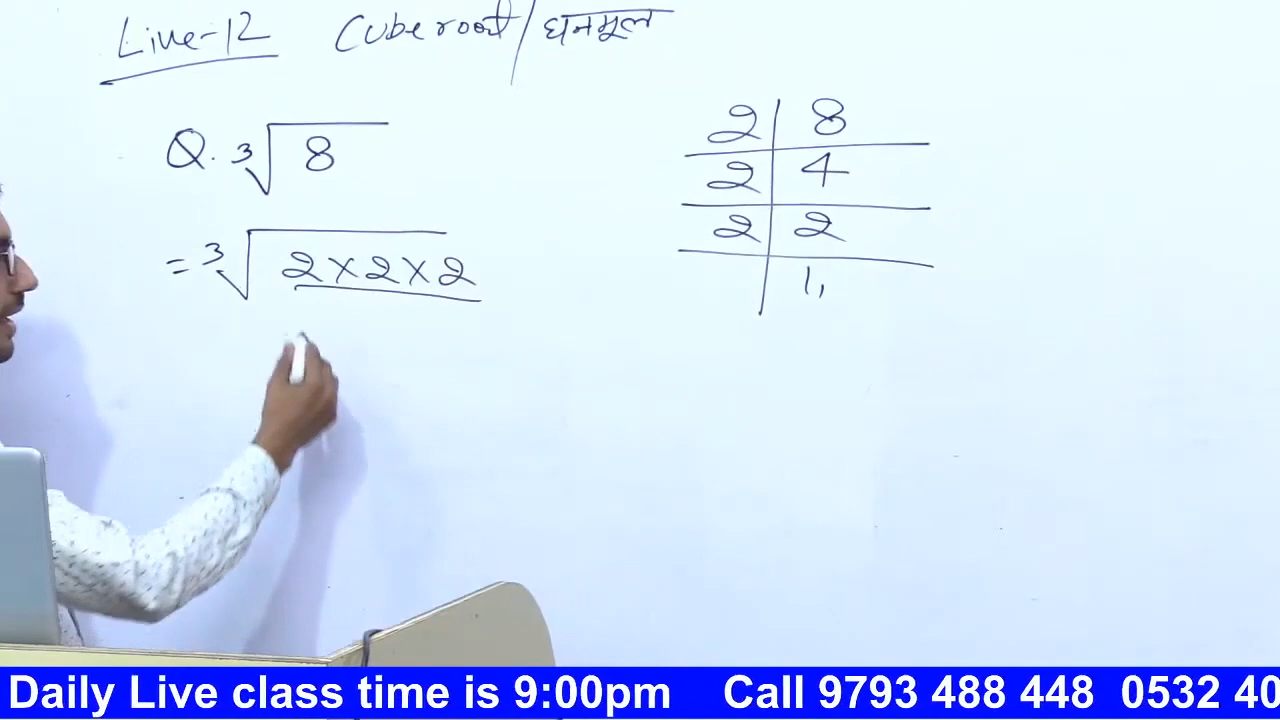 Live-12 Cube root/घनमूल
Q. ∛8
= ∛2×2×2
2 | 8
2 | 4
2 | 2
1,
Daily Live class time is 9:00pm Call 9793 488 448 0532 40